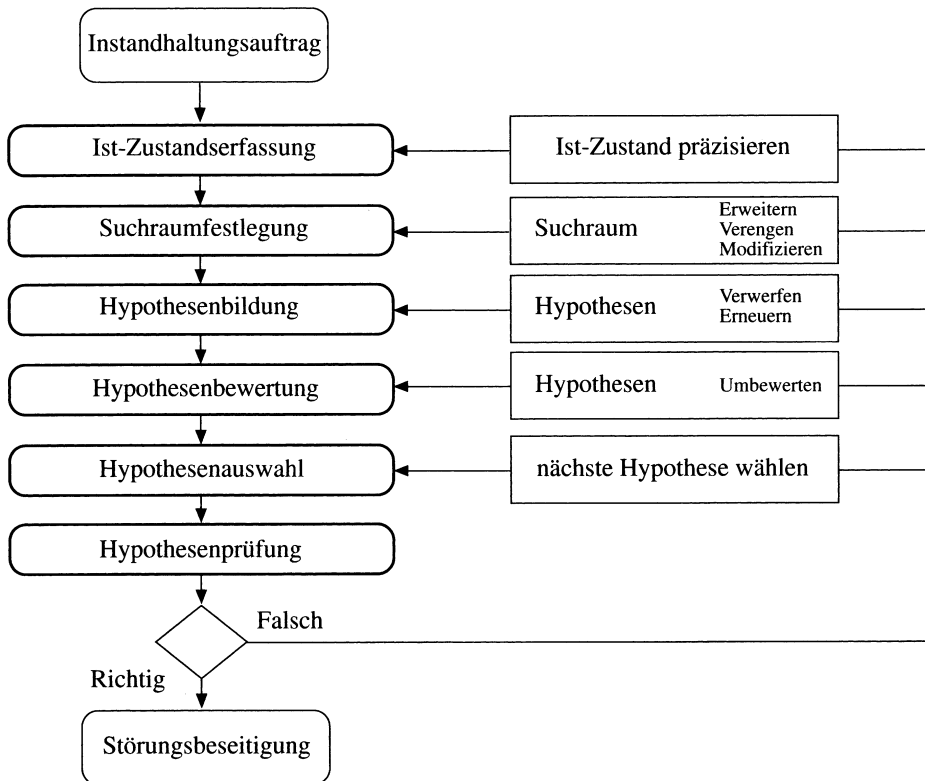 Instandhaltungsauftrag
Ist-Zustandserfassung
Ist-Zustand präzisieren
Suchraumfestlegung
Suchraum
Erweitern
Verengen
Modifizieren
Hypothesenbildung
Hypothesen
Verwerfen
Erneuern
Hypothesenbewertung
Hypothesen
Umbewerten
Hypothesenauswahl
nächste Hypothese wählen
Hypothesenprüfung
Falsch
Richtig
Störungsbeseitigung